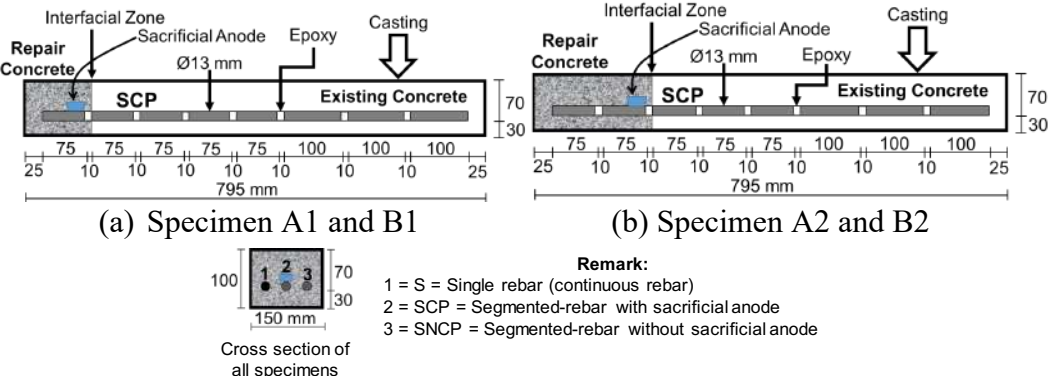 Interfacial Zone
Sacrificial Anode
Repair
Concrete
Ø13 mm
Epoxy
Casting
SCP
Existing Concrete
70
30
75 75 75 75 75 100 100 100
25 10 10 10 10 10 10 10 25
795 mm
(a) Specimen A1 and B1
Interfacial Zone
Sacrificial Anode
Repair
Concrete
Ø13 mm
Epoxy
Casting
SCP
Existing Concrete
70
30
75 75 75 75 75 100 100 100
25 10 10 10 10 10 10 10 25
795 mm
(b) Specimen A2 and B2
1 2 3
100
70
30
150 mm
Cross section of
all specimens
Remark:
1 = S = Single rebar (continuous rebar)
2 = SCP = Segmented-rebar with sacrificial anode
3 = SNCP = Segmented-rebar without sacrificial anode